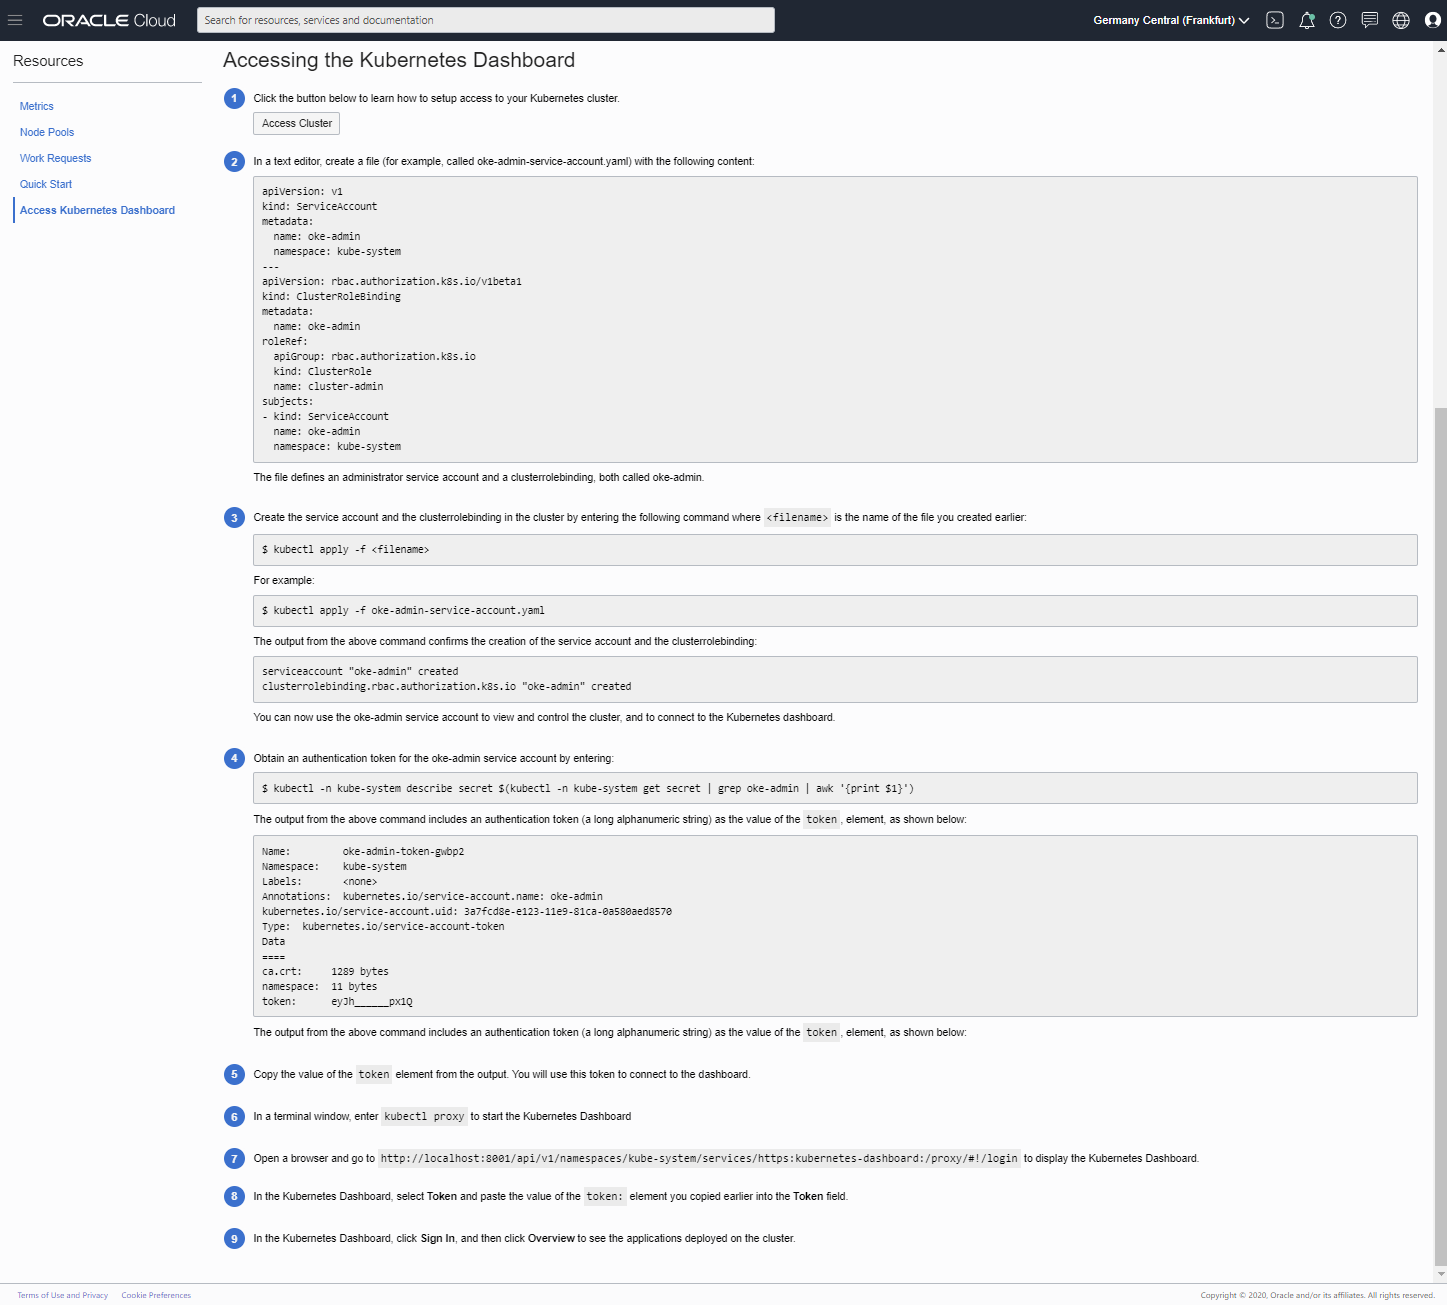 ORACLE Cloud
Search for resources, services and documentation
Germany Central (Frankfurt)
Resources
Metrics
Node Pools
Work Requests
Quick Start
Access Kubernetes Dashboard
Accessing the Kubernetes Dashboard
1 Click the button below to learn how to setup access to your Kubernetes cluster.
Access Cluster
2 In a text editor, create a file (for example, called oke-admin-service-account.yaml) with the following content:
apiVersion: v1
kind: ServiceAccount
metadata:
  name: oke-admin
  namespace: kube-system
---
apiVersion: rbac.authorization.k8s.io/v1beta1
kind: ClusterRoleBinding
metadata:
  name: oke-admin
roleRef:
  apiGroup: rbac.authorization.k8s.io
  kind: ClusterRole
  name: cluster-admin
subjects:
- kind: ServiceAccount
  name: oke-admin
  namespace: kube-system
The file defines an administrator service account and a clusterrolebinding, both called oke-admin.
3 Create the service account and the clusterrolebinding in the cluster by entering the following command where <filename> is the name of the file you created earlier:
$ kubectl apply -f <filename>
For example:
$ kubectl apply -f oke-admin-service-account.yaml
The output from the above command confirms the creation of the service account and the clusterrolebinding:
serviceaccount "oke-admin" created
clusterrolebinding.rbac.authorization.k8s.io "oke-admin" created
You can now use the oke-admin service account to view and control the cluster, and to connect to the Kubernetes dashboard.
4 Obtain an authentication token for the oke-admin service account by entering:
$ kubectl -n kube-system describe secret $(kubectl -n kube-system get secret | grep oke-admin | awk '{print $1}')
The output from the above command includes an authentication token (a long alphanumeric string) as the value of the token , element, as shown below:
Name:         oke-admin-token-gwbp2
Namespace:    kube-system
Labels:       <none>
Annotations:  kubernetes.io/service-account.name: oke-admin
kubernetes.io/service-account.uid: 3a7fcd8e-e123-11e9-81ca-0a580aed8570
Type:  kubernetes.io/service-account-token
Data
====
ca.crt:     1289 bytes
namespace:  11 bytes
token:      eyJh______px1Q
The output from the above command includes an authentication token (a long alphanumeric string) as the value of the token , element, as shown below:
5 Copy the value of the token element from the output. You will use this token to connect to the dashboard.
6 In a terminal window, enter kubectl proxy to start the Kubernetes Dashboard
7 Open a browser and go to http://localhost:8001/api/v1/namespaces/kube-system/services/https:kubernetes-dashboard:/proxy/#!/login to display the Kubernetes Dashboard.
8 In the Kubernetes Dashboard, select Token and paste the value of the token: element you copied earlier into the Token field.
9 In the Kubernetes Dashboard, click Sign In, and then click Overview to see the applications deployed on the cluster.
Terms of Use and Privacy Cookie Preferences
Copyright © 2020, Oracle and/or its affiliates. All rights reserved.